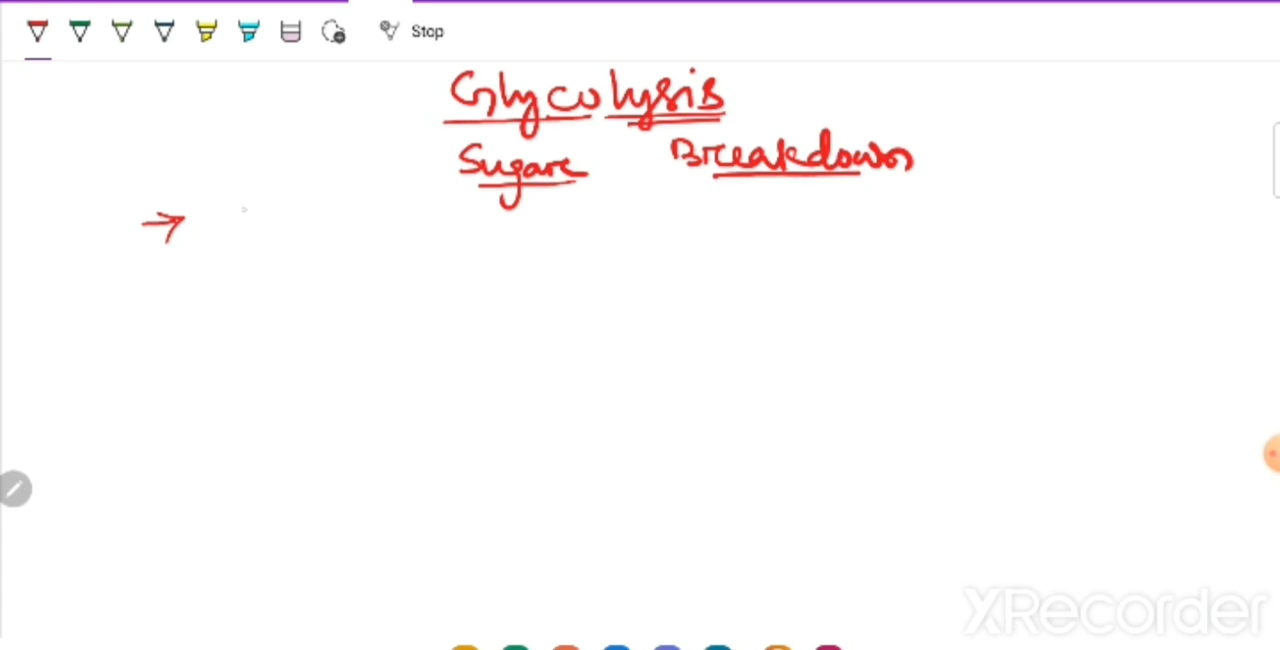 Stop
Glycolysis
Sugar Breakdown
→
XRecorder